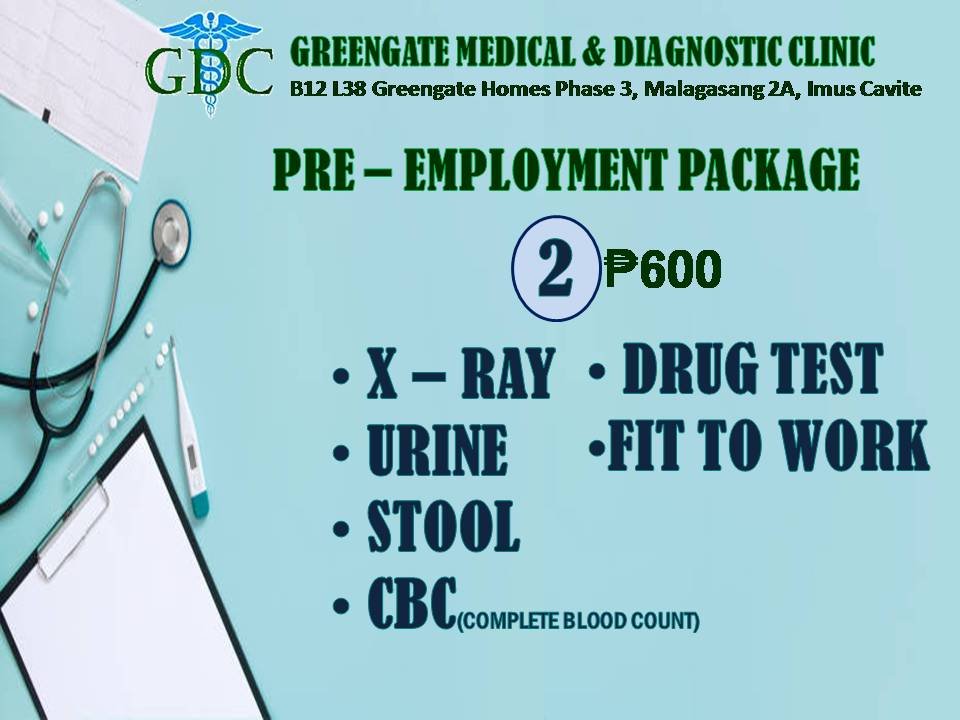 GDC
GREENGATE MEDICAL & DIAGNOSTIC CLINIC
B12 L38 Greengate Homes Phase 3, Malagasang 2A, Imus Cavite
PRE – EMPLOYMENT PACKAGE
2 ₱600
• X – RAY
• URINE
• STOOL
• CBC(COMPLETE BLOOD COUNT)
• DRUG TEST
•FIT TO WORK